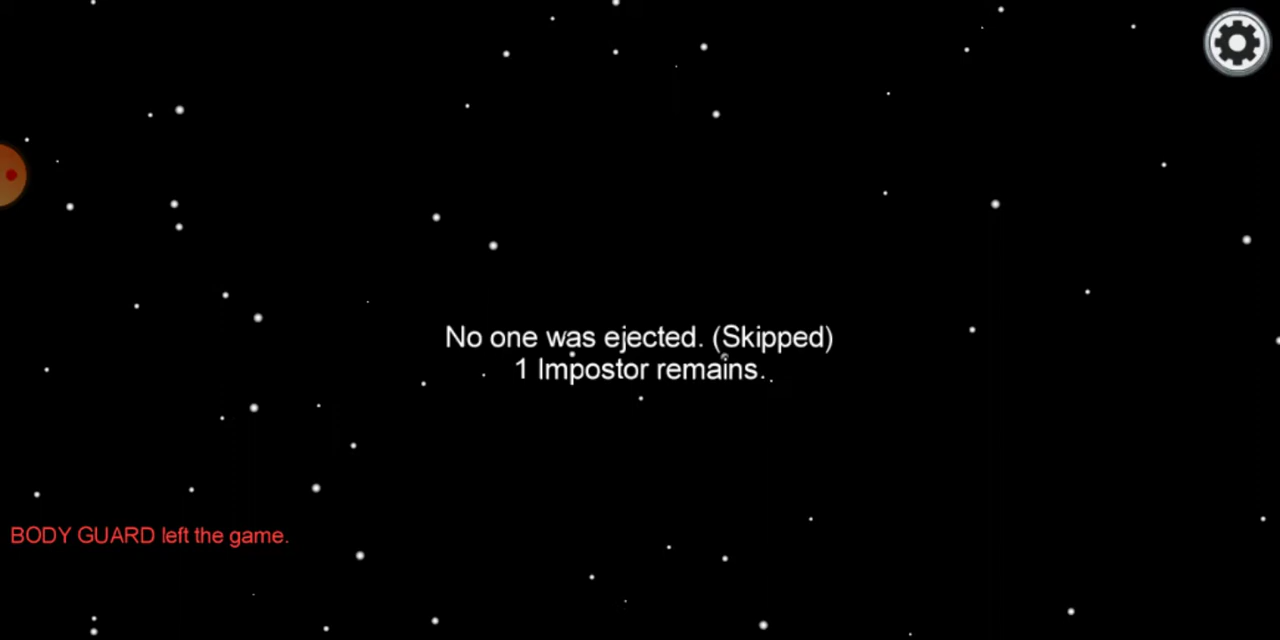 No one was ejected. (Skipped)
1 Impostor remains.
BODY GUARD left the game.